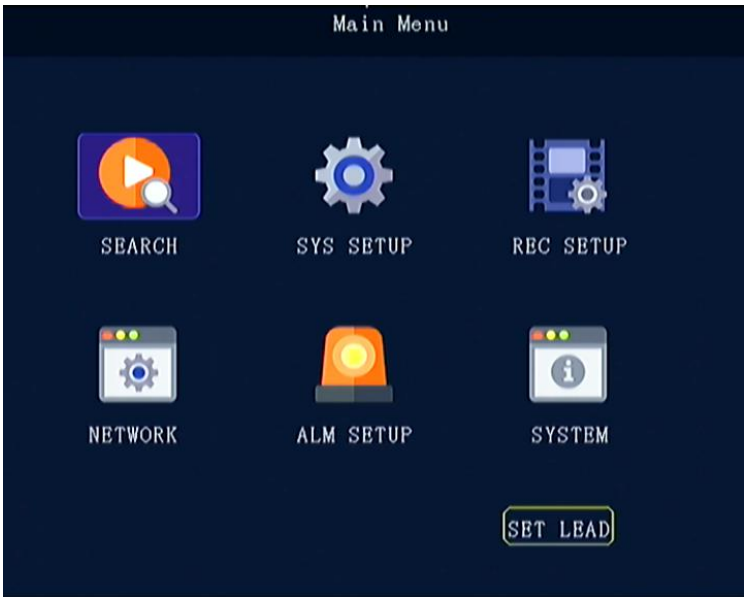 Main Menu
SEARCH
SYS SETUP
REC SETUP
NETWORK
ALM SETUP
SYSTEM
SET LEAD